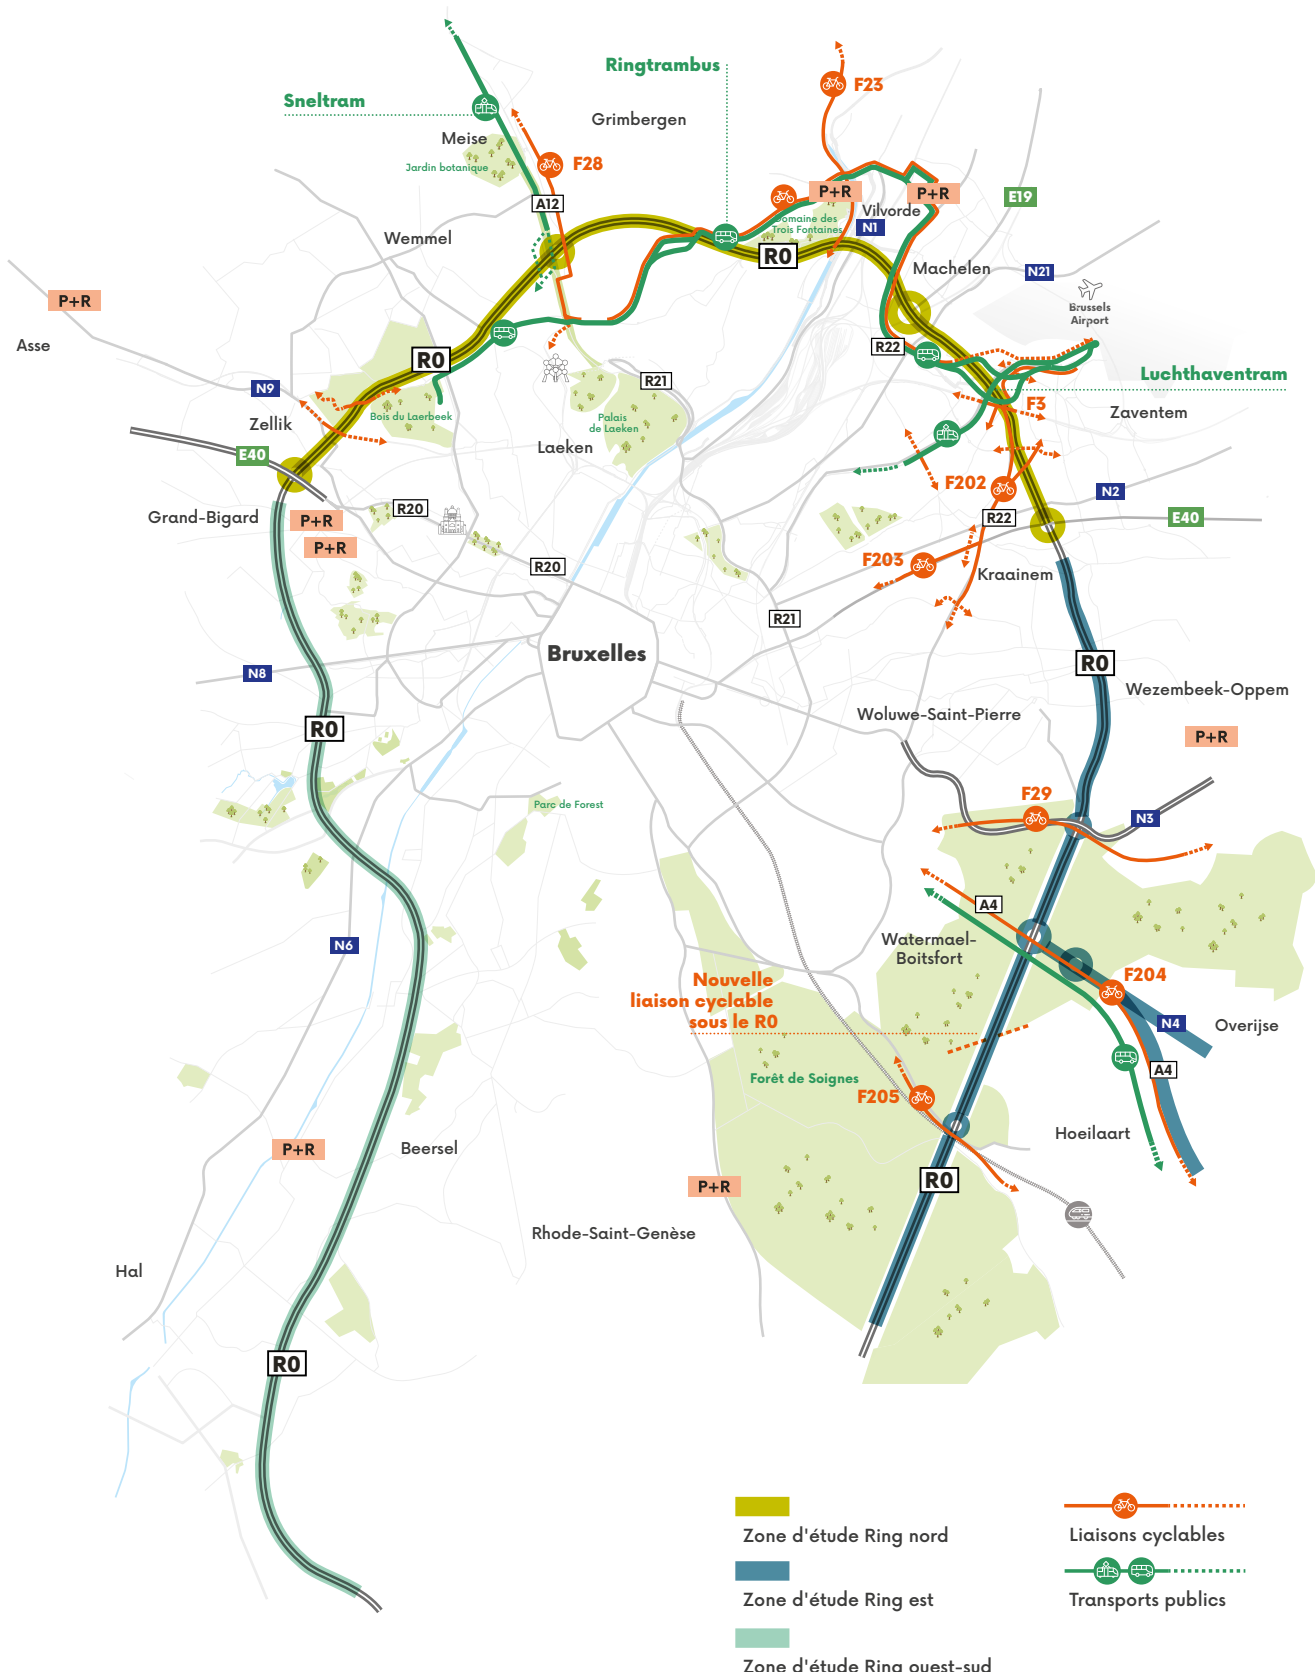 Ringtrambus
Sneltram
F23
Grimbergen
Meise
Jardin botanique
F28
P+R
P+R
E19
A12
Vilvorde
Domaine des
Trois Fontaines
N1
Wemmel
R0
Machelen
N21
P+R
Brussels
Airport
Asse
R0
R22
Luchthaventram
N9
R21
F3
Zaventem
Zellik
Bois du Laerbeek
Palais
de Laeken
Laeken
E40
F202
N2
Grand-Bigard
P+R
R20
R22
E40
P+R
R20
F203
Kraainem
R21
Bruxelles
N8
R0
Wezembeek-Oppem
R0
Woluwe-Saint-Pierre
P+R
F29
Parc de Forest
N3
A4
N6
Watermael-
Boitsfort
Nouvelle
liaison cyclable
sous le R0
F204
N4
Overijse
A4
Forêt de Soignes
F205
P+R
Beersel
Hoeilaart
P+R
R0
Rhode-Saint-Genèse
Hal
R0
Zone d'étude Ring nord
Liaisons cyclables
Zone d'étude Ring est
Transports publics
Zone d'étude Ring ouest-sud